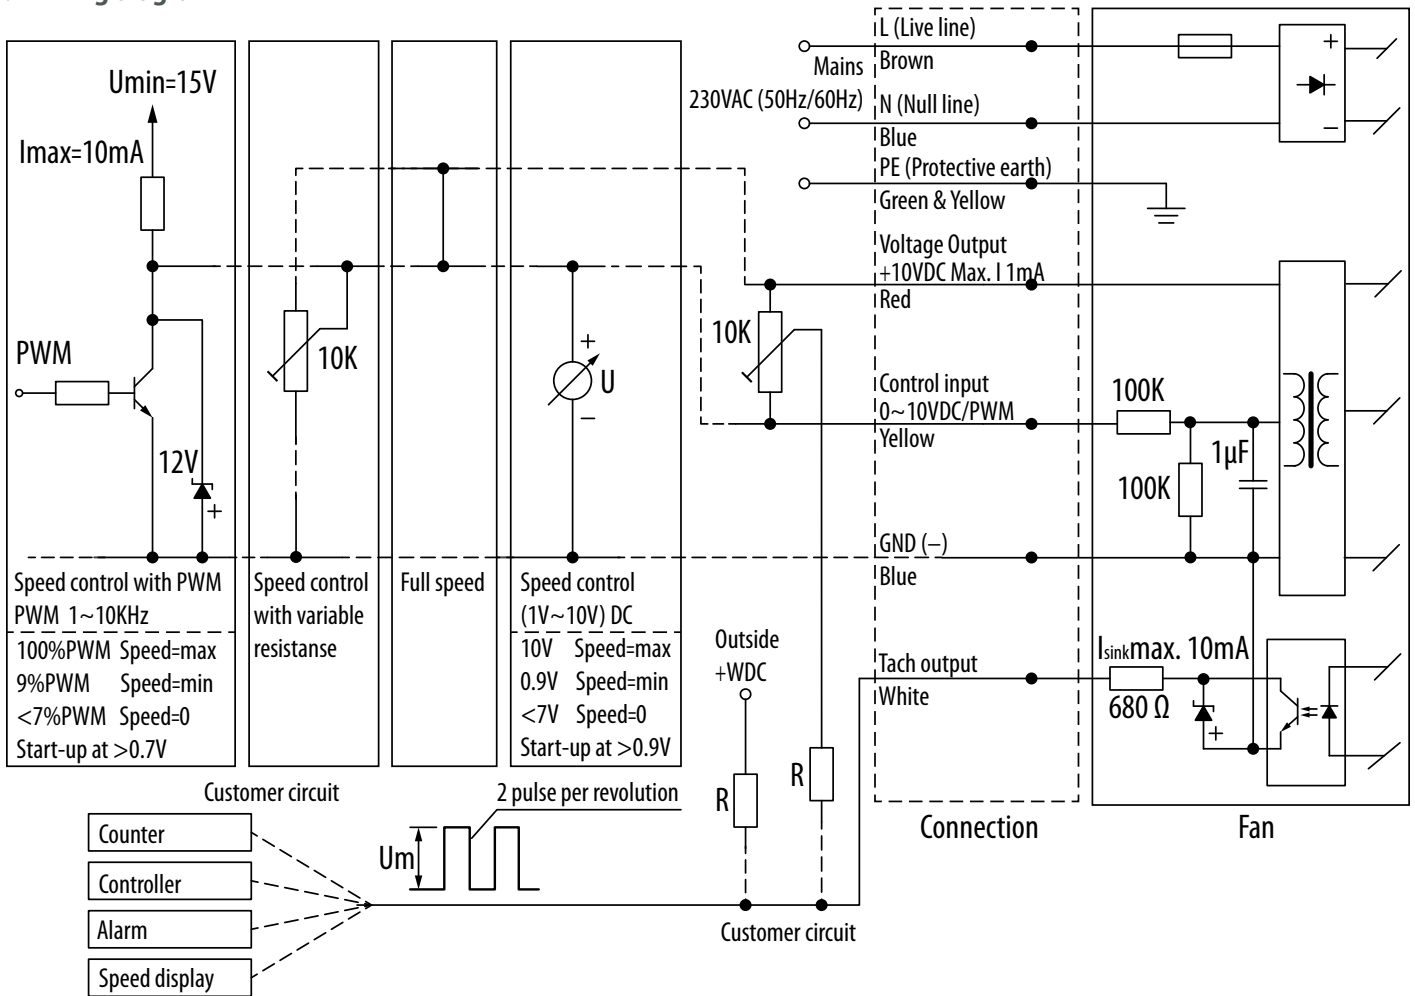 Umin=15V
Imax=10mA
PWM
12V
+
Speed control with PWM
PWM 1~10KHz
100%PWM Speed=max
9%PWM Speed=min
<7%PWM Speed=0
Start-up at >0.7V
10K
Speed control
with variable
resistanse
Full speed
+
U
−
Speed control
(1V~10V) DC
10V Speed=max
0.9V Speed=min
<7V Speed=0
Start-up at >0.9V
Mains
230VAC (50Hz/60Hz)
10K
Outside
+WDC
R
R
L (Live line)
Brown
N (Null line)
Blue
PE (Protective earth)
Green & Yellow
Voltage Output
+10VDC Max. I 1mA
Red
Control input
0~10VDC/PWM
Yellow
GND (−)
Blue
Tach output
White
Connection
+
−
100K
100K
1µF
Isinkmax. 10mA
680 Ω
+
Fan
Customer circuit
2 pulse per revolution
Um
Counter
Controller
Alarm
Speed display
Customer circuit